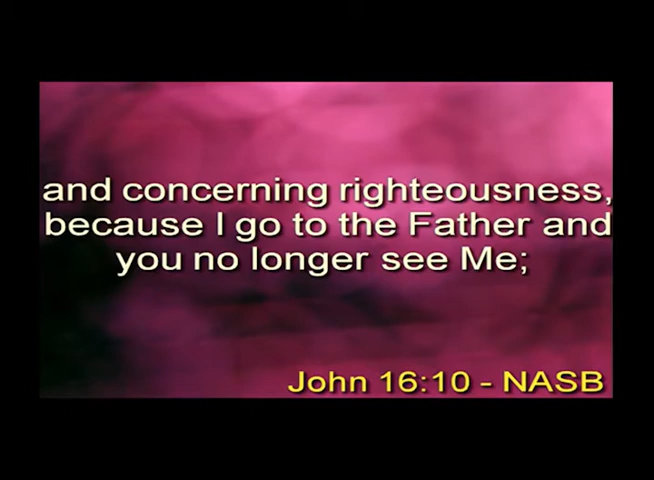 and concerning righteousness,
because I go to the Father and
you no longer see Me;
John 16:10 - NASB